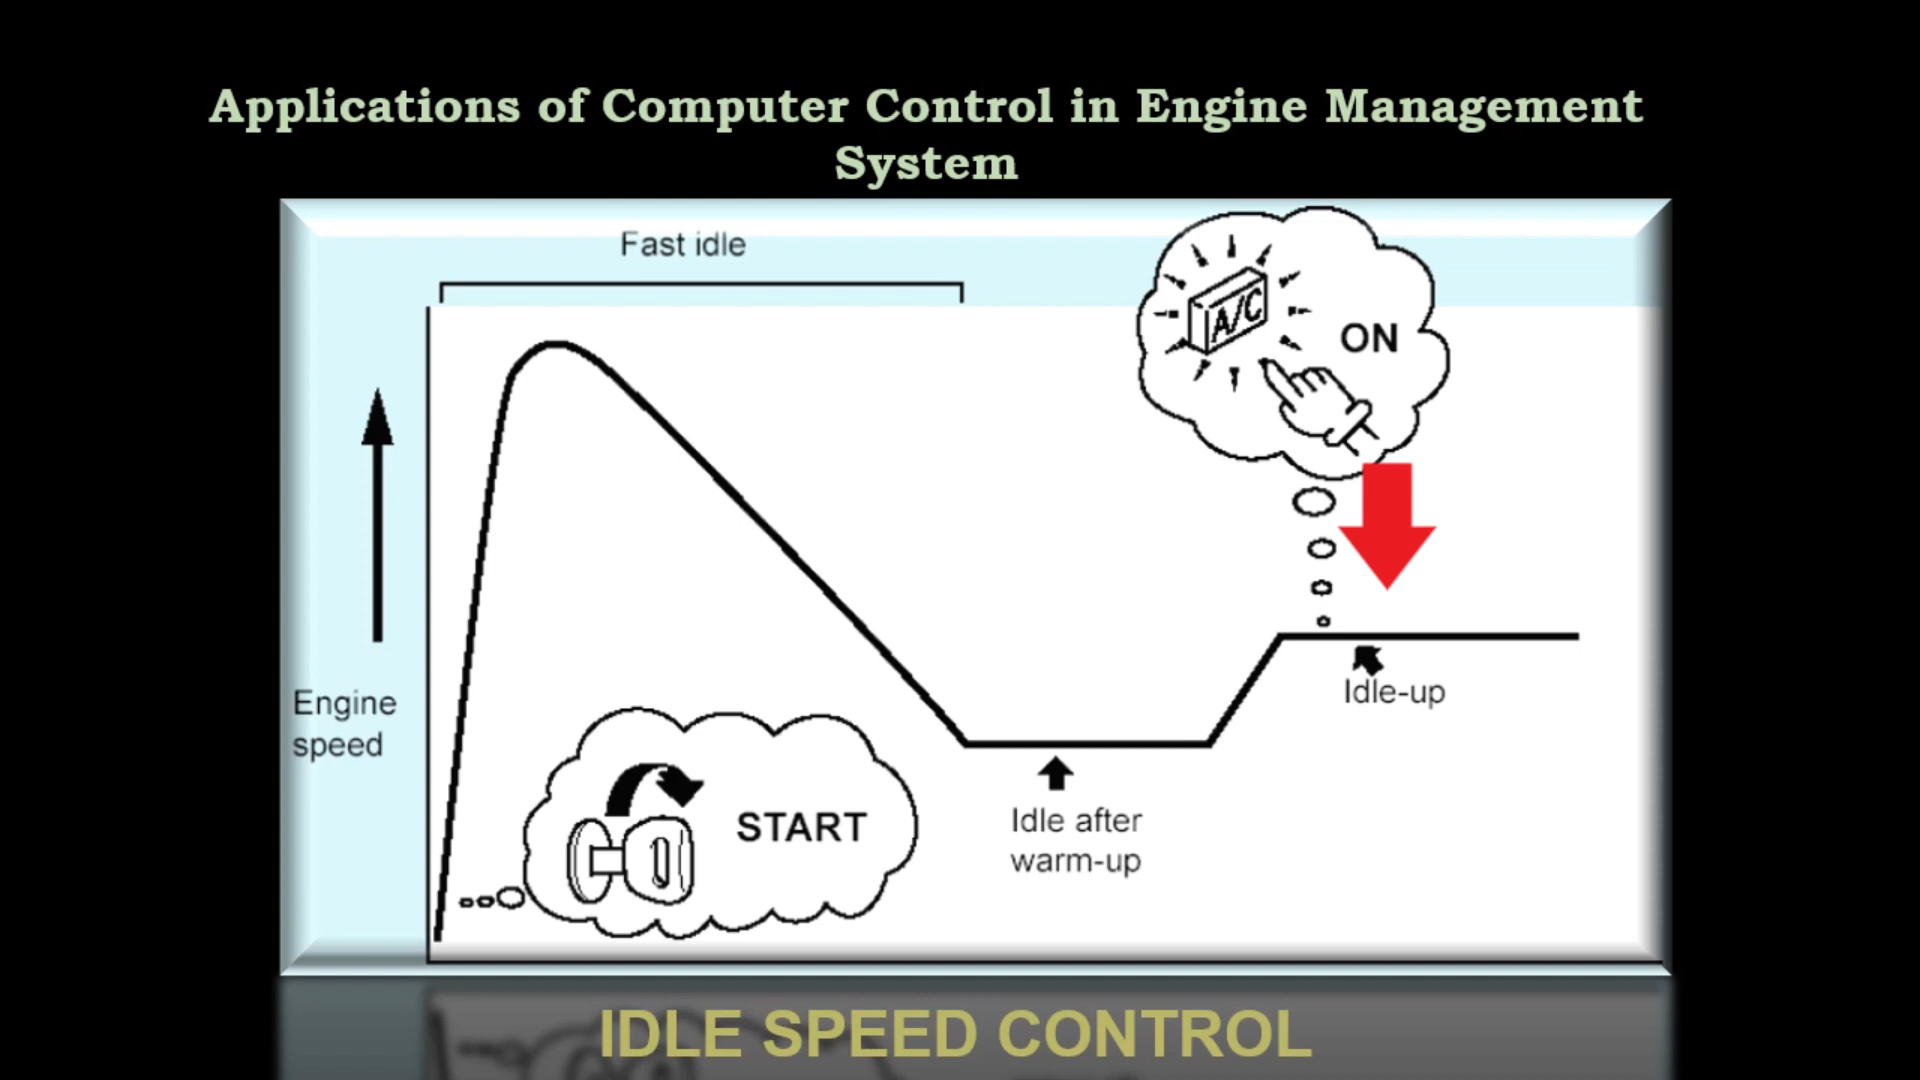 Applications of Computer Control in Engine Management
System
Fast idle
A/C
ON
Engine
speed
Idle-up
START
Idle after
warm-up
IDLE SPEED CONTROL